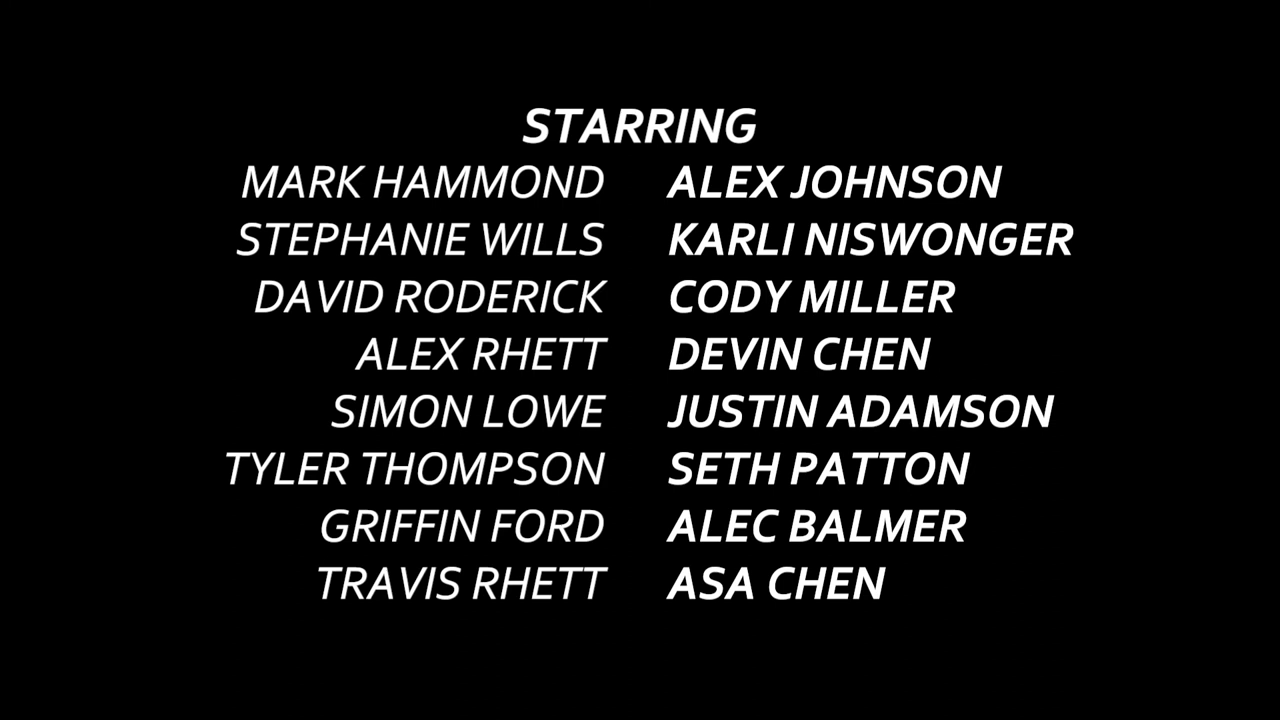 STARRING
MARK HAMMOND ALEX JOHNSON
STEPHANIE WILLS KARLI NISWONGER
DAVID RODERICK CODY MILLER
ALEX RHETT DEVIN CHEN
SIMON LOWE JUSTIN ADAMSON
TYLER THOMPSON SETH PATTON
GRIFFIN FORD ALEC BALMER
TRAVIS RHETT ASA CHEN